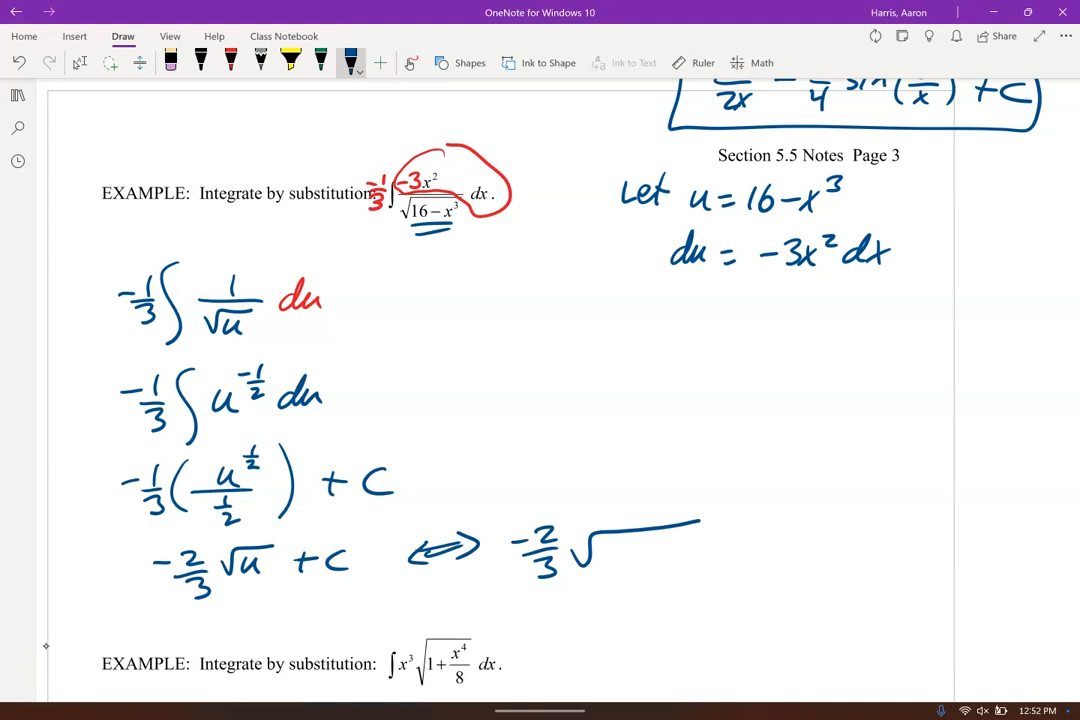 OneNote for Windows 10
Harris, Aaron
Home Insert Draw View Help Class Notebook
Share
Shapes Ink to Shape Ink to Text Ruler Math
2x - 4 sin(x) + C
Section 5.5 Notes Page 3
EXAMPLE: Integrate by substitution: -1/3 ∫ -3x²/√(16 − x³) dx.
Let u = 16 - x³
du = -3x² dx
-1/3 ∫ 1/√u du
-1/3 ∫ u^(-1/2) du
-1/3 (u^(1/2) / (1/2)) + C
-2/3 √u + C ⟺ -2/3 √
EXAMPLE: Integrate by substitution: ∫ x³ √(1 + x⁴/8) dx.
12:52 PM